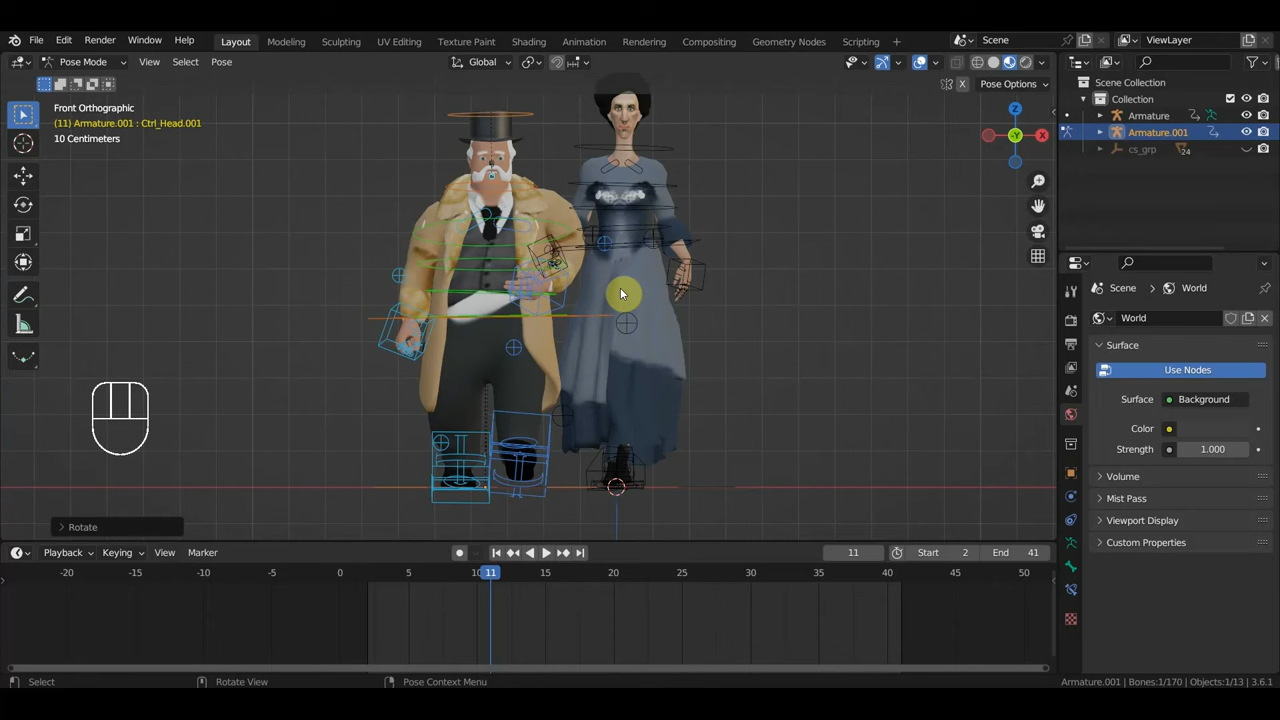 File Edit Render Window Help Layout Modeling Sculpting UV Editing Texture Paint Shading Animation Rendering Compositing Geometry Nodes Scripting + Scene ViewLayer
Pose Mode View Select Pose Global
X Pose Options
Front Orthographic
(11) Armature.001 : Ctrl_Head.001
10 Centimeters
Z
Y
X
Rotate
Scene Collection
Collection
Armature
Armature.001
cs_grp 24
Scene World
World
Surface
Use Nodes
Surface Background
Color
Strength 1.000
Volume
Mist Pass
Viewport Display
Custom Properties
Playback Keying View Marker 11 Start 2 End 41
-20 -15 -10 -5 0 5 10 11 15 20 25 30 35 40 45 50
Select Rotate View Pose Context Menu Armature.001 | Bones:1/170 | Objects:1/13 | 3.6.1